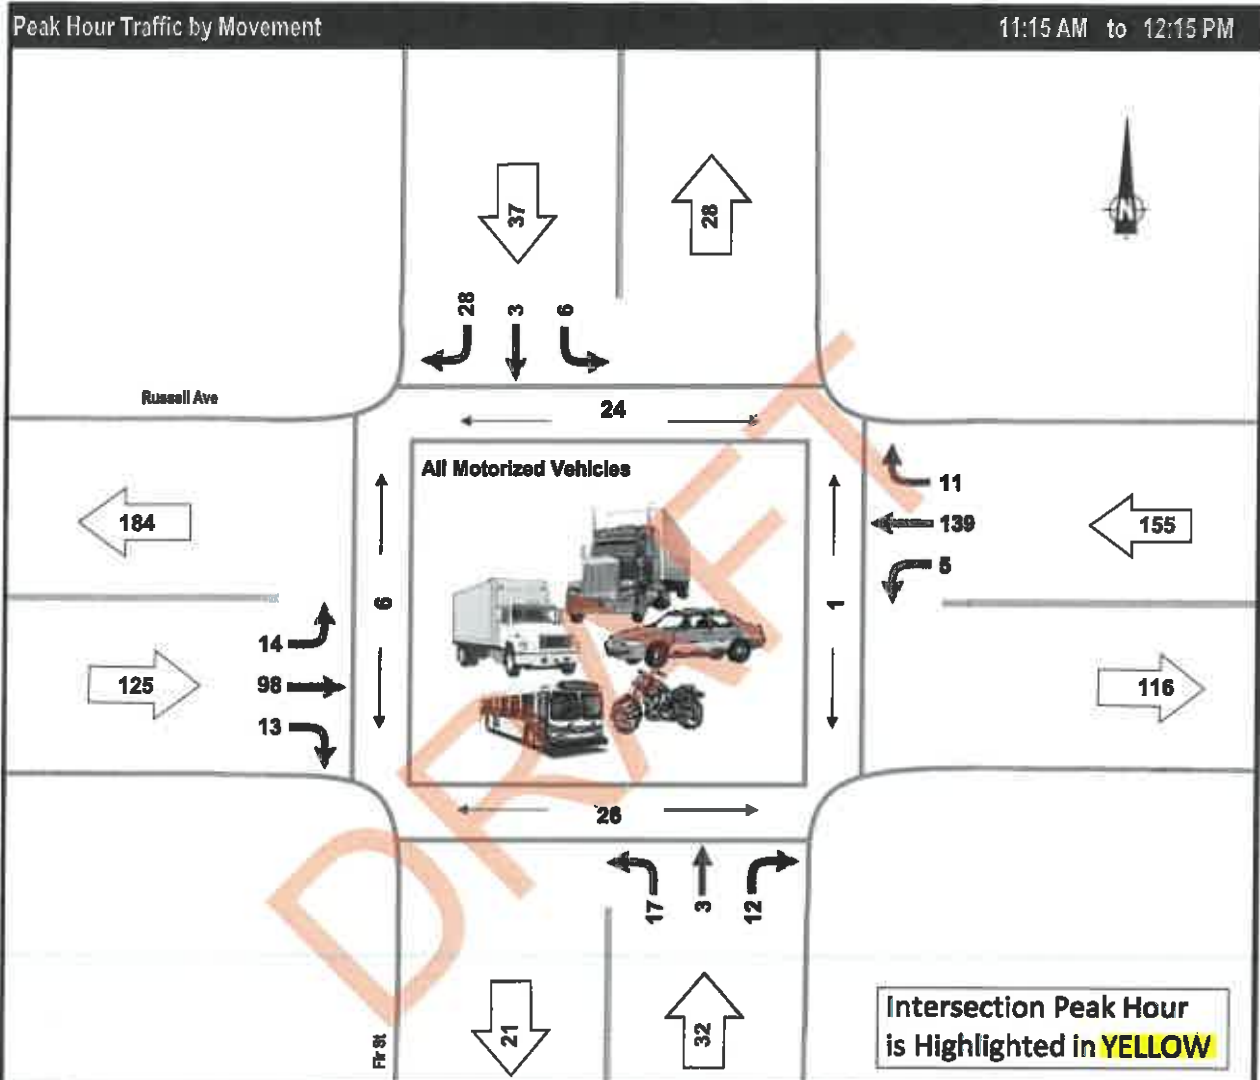 Peak Hour Traffic by Movement 11:15 AM to 12:15 PM
37
28
28 3 6
Russell Ave
24
All Motorized Vehicles
11
184
139
155
5
6
1
14
125
98
116
13
26
17 3 12
21
32
Fir St
N
DRAFT
Intersection Peak Hour
is Highlighted in YELLOW